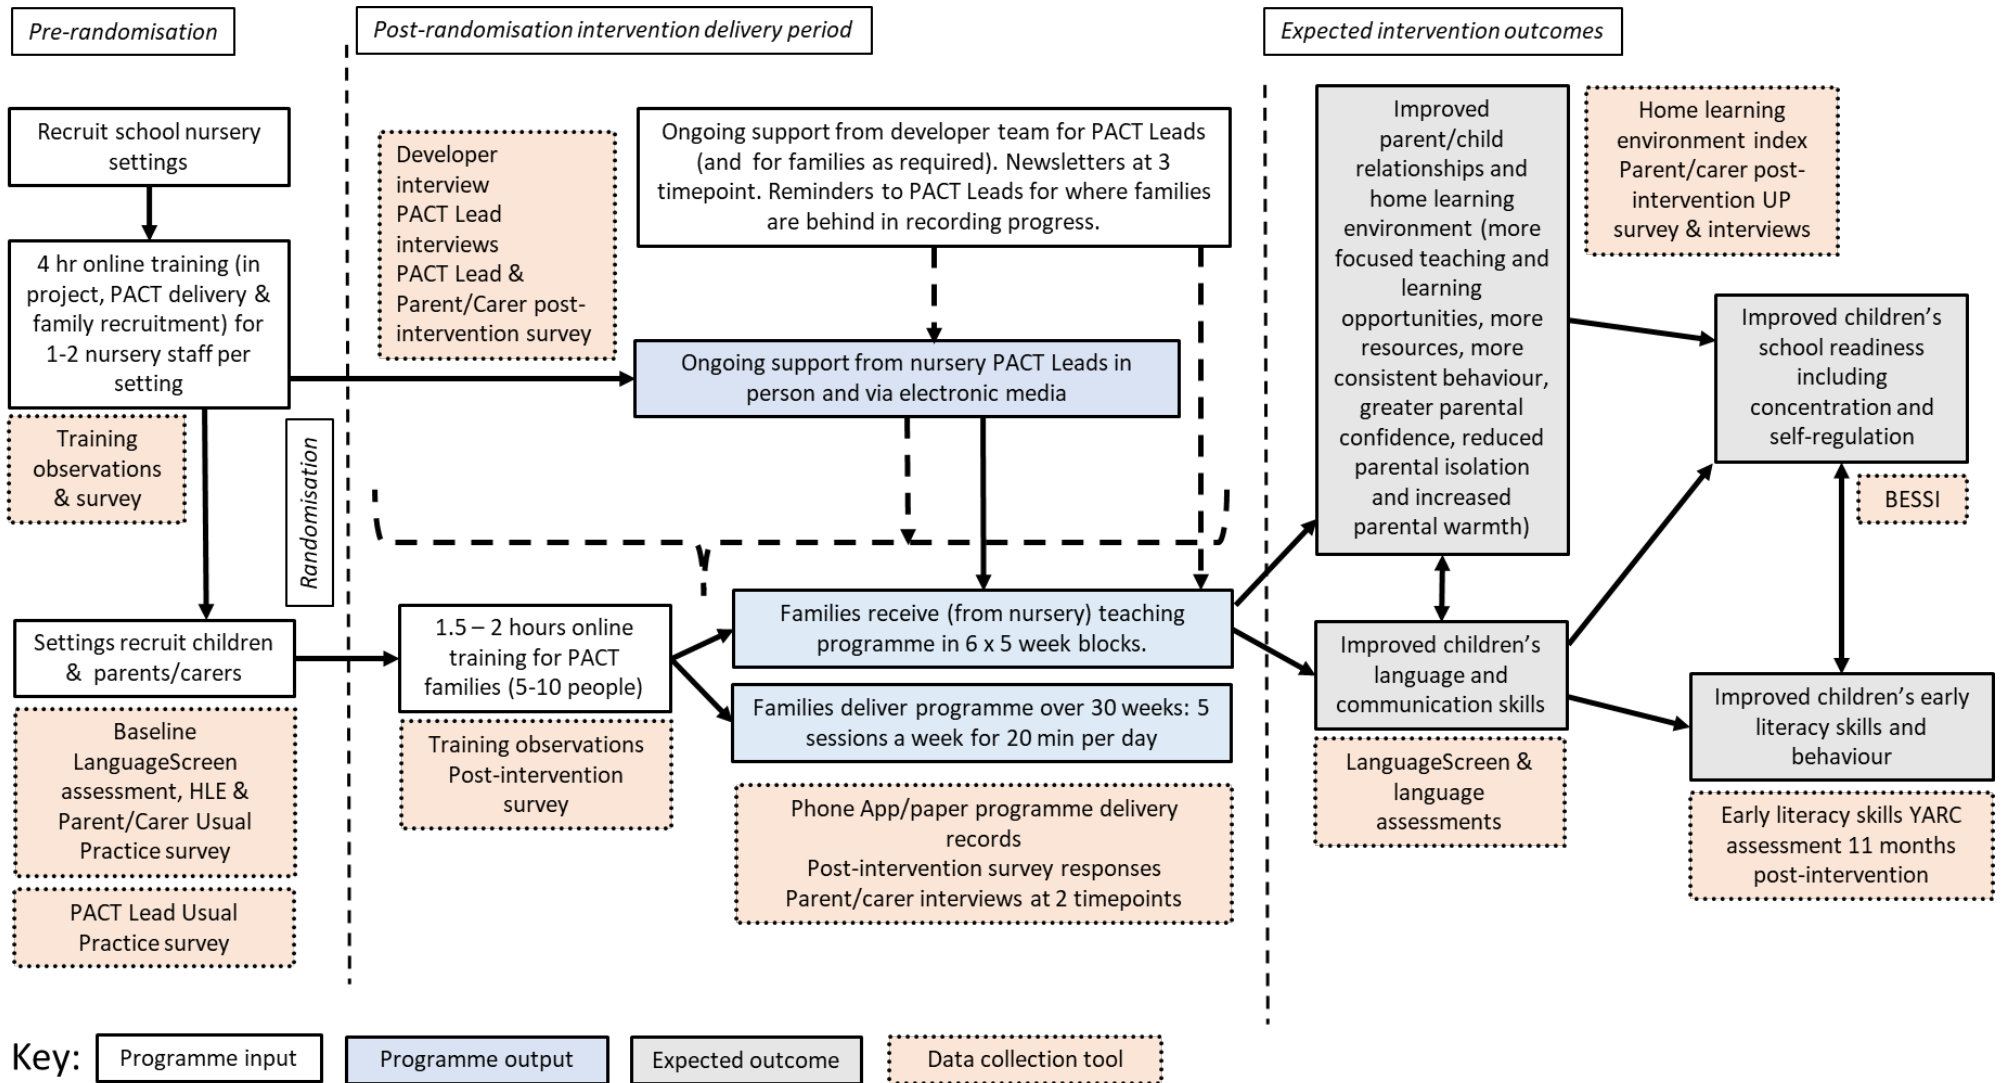 Pre-randomisation
Post-randomisation intervention delivery period
Expected intervention outcomes
Recruit school nursery
settings
4 hr online training (in
project, PACT delivery &
family recruitment) for
1-2 nursery staff per
setting
Training
observations
& survey
Randomisation
Settings recruit children
& parents/carers
Baseline
LanguageScreen
assessment, HLE &
Parent/Carer Usual
Practice survey
PACT Lead Usual
Practice survey
Developer
interview
PACT Lead
interviews
PACT Lead &
Parent/Carer post-
intervention survey
Ongoing support from developer team for PACT Leads
(and for families as required). Newsletters at 3
timepoint. Reminders to PACT Leads for where families
are behind in recording progress.
Ongoing support from nursery PACT Leads in
person and via electronic media
1.5 – 2 hours online
training for PACT
families (5-10 people)
Training observations
Post-intervention
survey
Families receive (from nursery) teaching
programme in 6 x 5 week blocks.
Families deliver programme over 30 weeks: 5
sessions a week for 20 min per day
Phone App/paper programme delivery
records
Post-intervention survey responses
Parent/carer interviews at 2 timepoints
Improved
parent/child
relationships and
home learning
environment (more
focused teaching and
learning
opportunities, more
resources, more
consistent behaviour,
greater parental
confidence, reduced
parental isolation
and increased
parental warmth)
Home learning
environment index
Parent/carer post-
intervention UP
survey & interviews
Improved children's
language and
communication skills
LanguageScreen &
language
assessments
Improved children's
school readiness
including
concentration and
self-regulation
BESSI
Improved children's early
literacy skills and
behaviour
Early literacy skills YARC
assessment 11 months
post-intervention
Key:
Programme input
Programme output
Expected outcome
Data collection tool